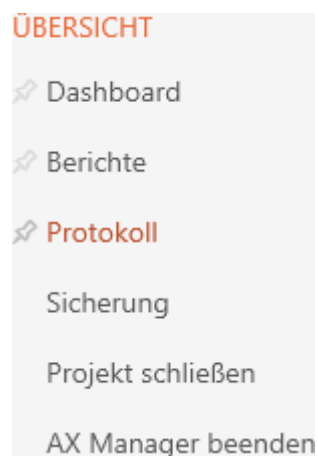 ÜBERSICHT
Dashboard
Berichte
Protokoll
Sicherung
Projekt schließen
AX Manager beenden